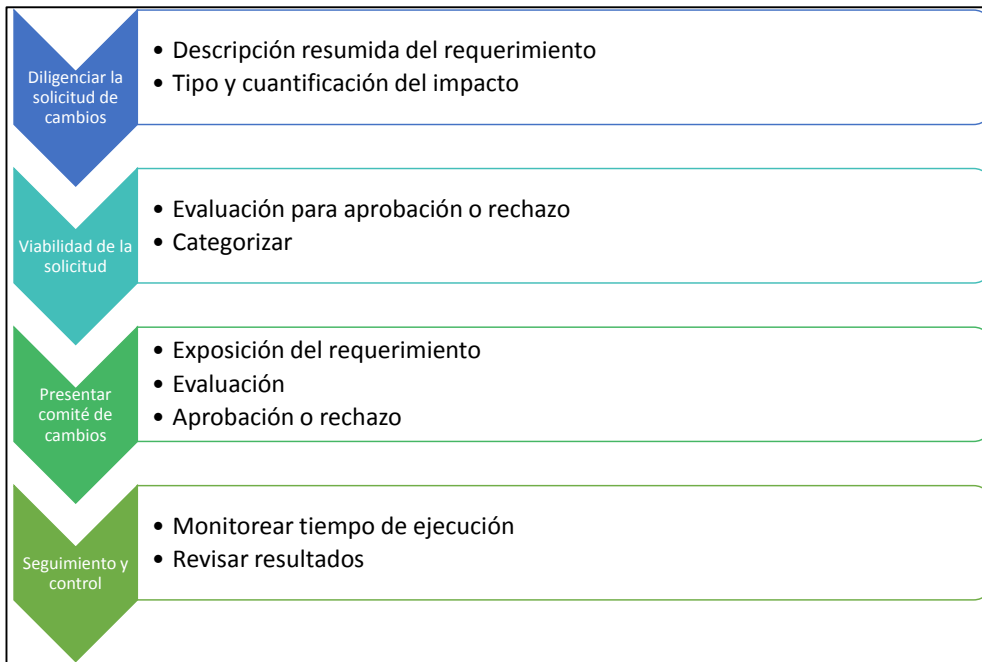 Diligenciar la
solicitud de
cambios
• Descripción resumida del requerimiento
• Tipo y cuantificación del impacto
Viabilidad de la
solicitud
• Evaluación para aprobación o rechazo
• Categorizar
Presentar
comité de
cambios
• Exposición del requerimiento
• Evaluación
• Aprobación o rechazo
Seguimiento y
control
• Monitorear tiempo de ejecución
• Revisar resultados